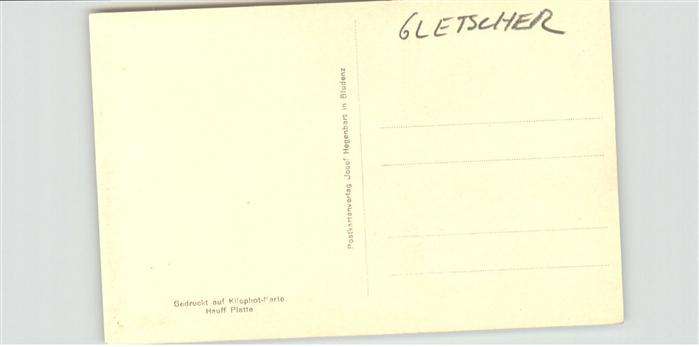 GLETSCHER
Postkartenverlag Josef Hegenbart in Bludenz
Gedruckt auf Kilophot-Karte
Hauff Platte